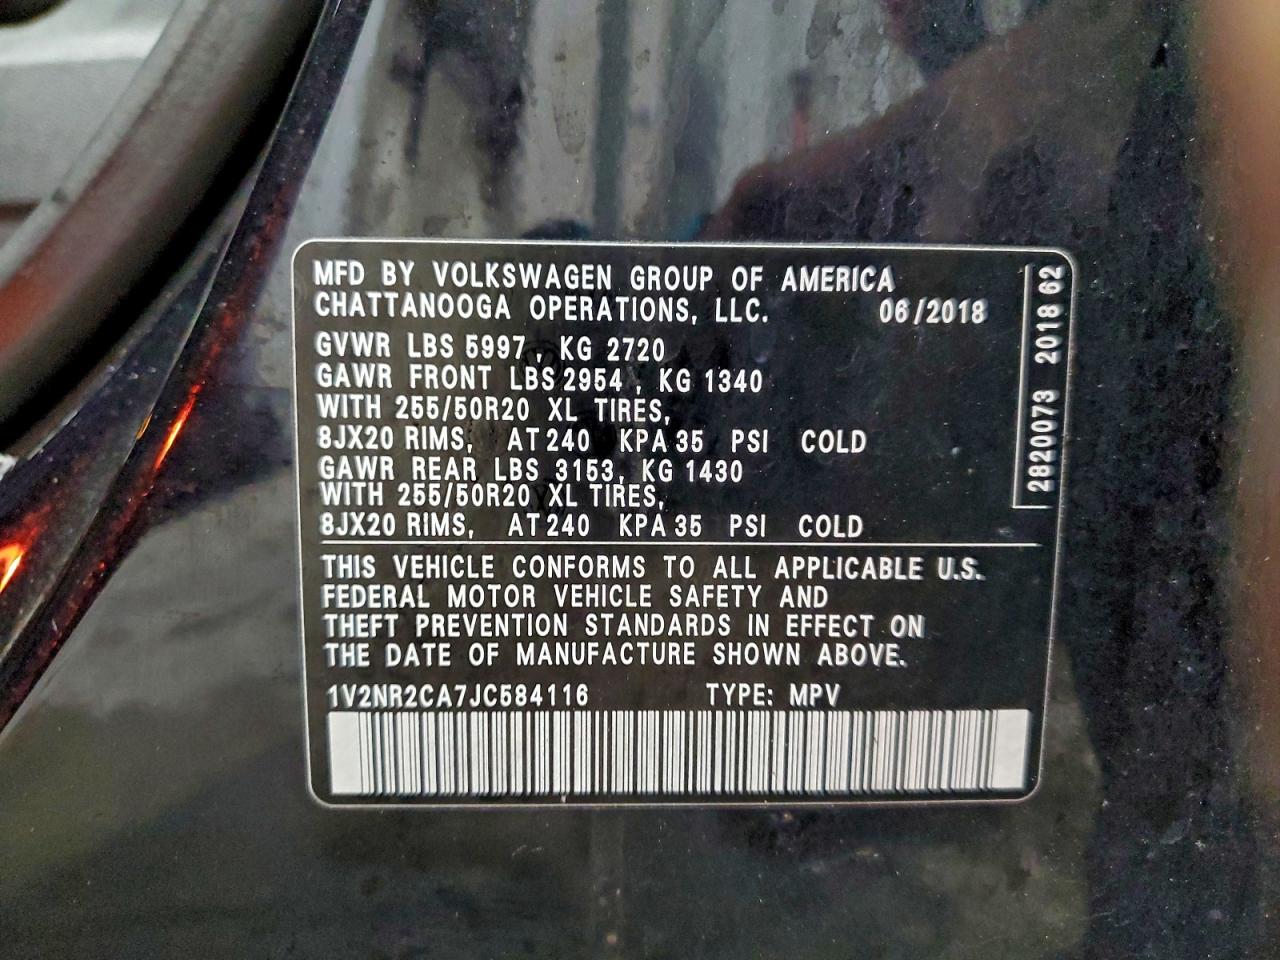 MFD BY VOLKSWAGEN GROUP OF AMERICA
CHATTANOOGA OPERATIONS, LLC. 06/2018
GVWR LBS 5997, KG 2720
GAWR FRONT LBS 2954, KG 1340
WITH 255/50R20 XL TIRES,
8JX20 RIMS, AT 240 KPA 35 PSI COLD
GAWR REAR LBS 3153, KG 1430
WITH 255/50R20 XL TIRES,
8JX20 RIMS, AT 240 KPA 35 PSI COLD
THIS VEHICLE CONFORMS TO ALL APPLICABLE U.S.
FEDERAL MOTOR VEHICLE SAFETY AND
THEFT PREVENTION STANDARDS IN EFFECT ON
THE DATE OF MANUFACTURE SHOWN ABOVE.
1V2NR2CA7JC584116 TYPE: MPV
2820073 2018 62